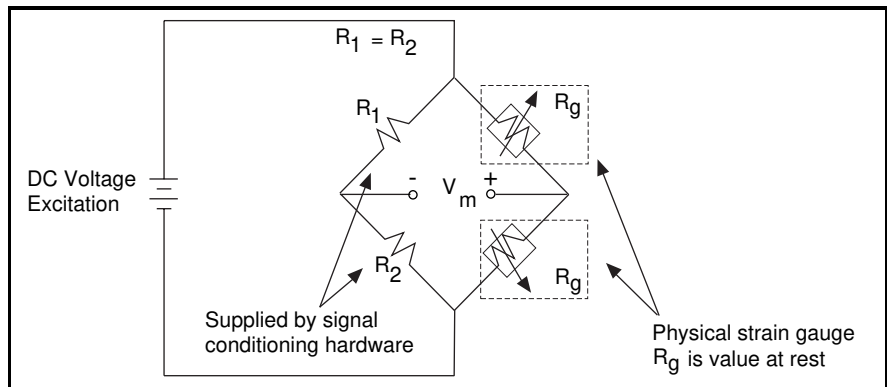 R1 = R2
R1
Rg
DC Voltage
Excitation
- Vm +
R2
Rg
Supplied by signal
conditioning hardware
Physical strain gauge
Rg is value at rest